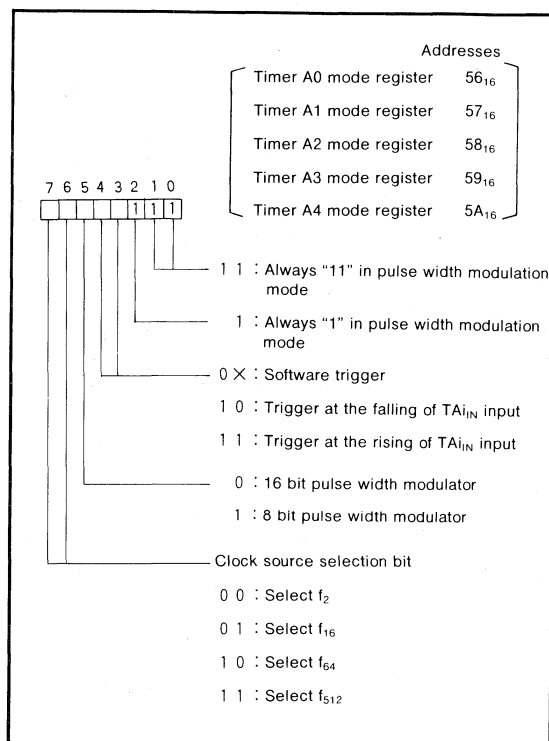 Addresses
Timer A0 mode register 56₁₆
Timer A1 mode register 57₁₆
Timer A2 mode register 58₁₆
Timer A3 mode register 59₁₆
Timer A4 mode register 5A₁₆
7 6 5 4 3 2 1 0
1 1 1
1 1 : Always "11" in pulse width modulation
mode
1 : Always "1" in pulse width modulation
mode
0 × : Software trigger
1 0 : Trigger at the falling of TAiIN input
1 1 : Trigger at the rising of TAiIN input
0 : 16 bit pulse width modulator
1 : 8 bit pulse width modulator
Clock source selection bit
0 0 : Select f₂
0 1 : Select f₁₆
1 0 : Select f₆₄
1 1 : Select f₅₁₂